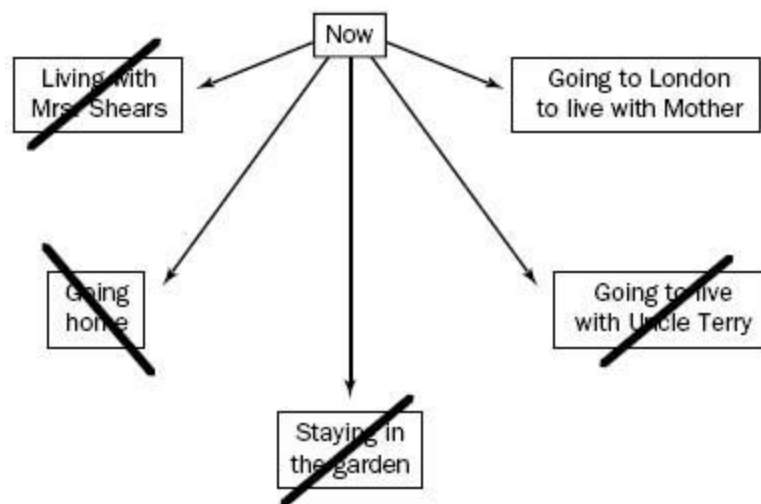 Now
Living with
Mrs. Shears
Going to London
to live with Mother
Going
home
Going to live
with Uncle Terry
Staying in
the garden